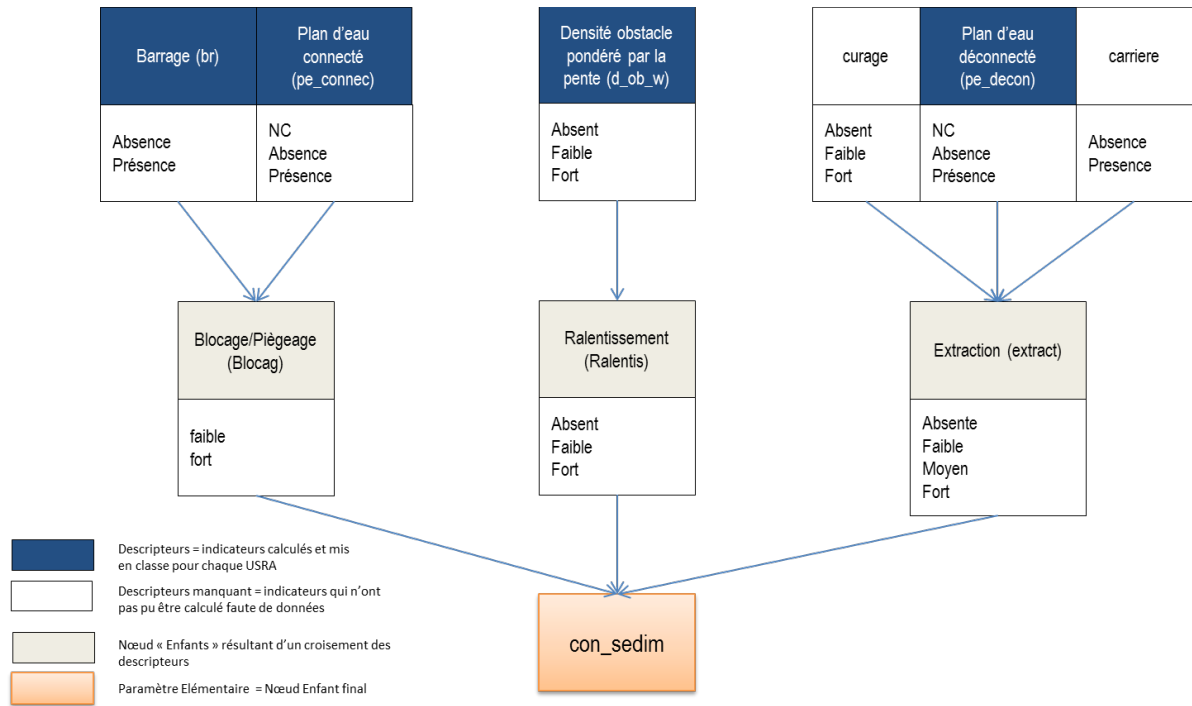 Barrage (br)
Plan d’eau
connecté
(pe_connec)
Absence
Présence
NC
Absence
Présence
Densité obstacle
pondéré par la
pente (d_ob_w)
Absent
Faible
Fort
curage
Plan d’eau
déconnecté
(pe_decon)
carriere
Absent
Faible
Fort
NC
Absence
Présence
Absence
Presence
Blocage/Piègeage
(Blocag)
faible
fort
Ralentissement
(Ralentis)
Absent
Faible
Fort
Extraction (extract)
Absente
Faible
Moyen
Fort
con_sedim
Descripteurs = indicateurs calculés et mis
en classe pour chaque USRA
Descripteurs manquant = indicateurs qui n’ont
pas pu être calculé faute de données
Nœud « Enfants » résultant d’un croisement des
descripteurs
Paramètre Elémentaire = Nœud Enfant final